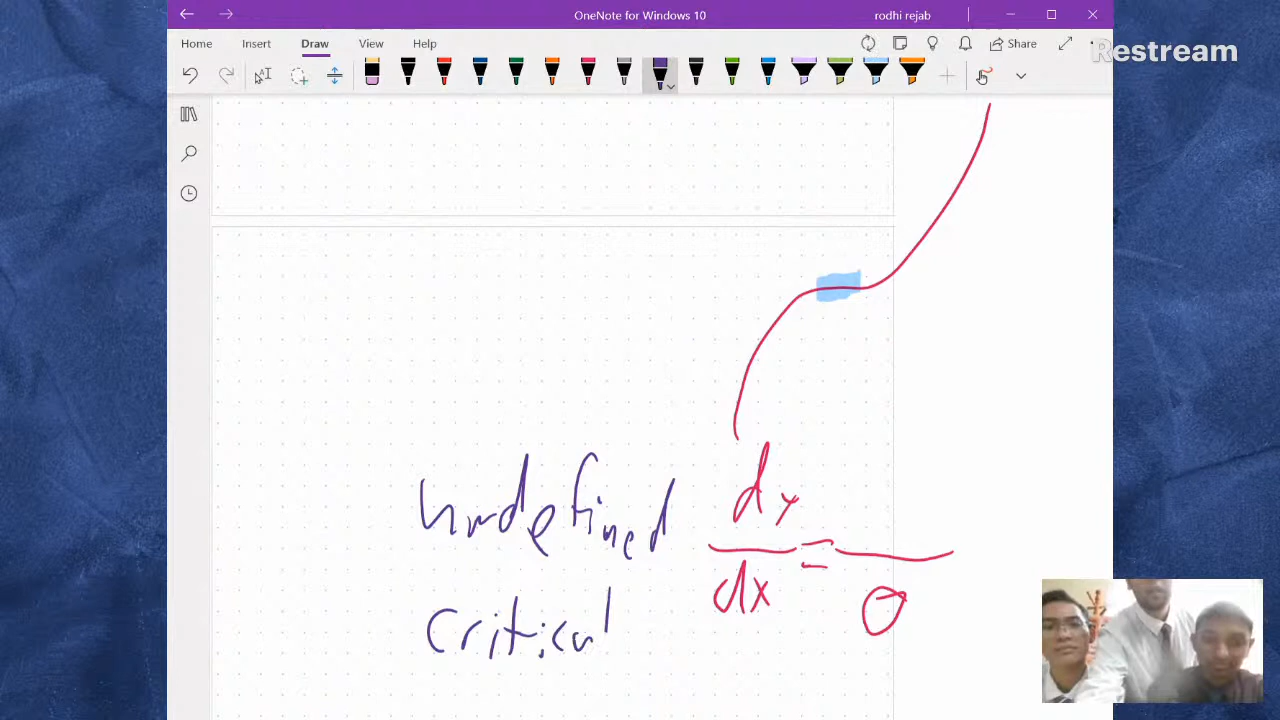 OneNote for Windows 10
rodhi rejab
Home Insert Draw View Help
Share
Restream
undefined
critical
dy
dx
=
0